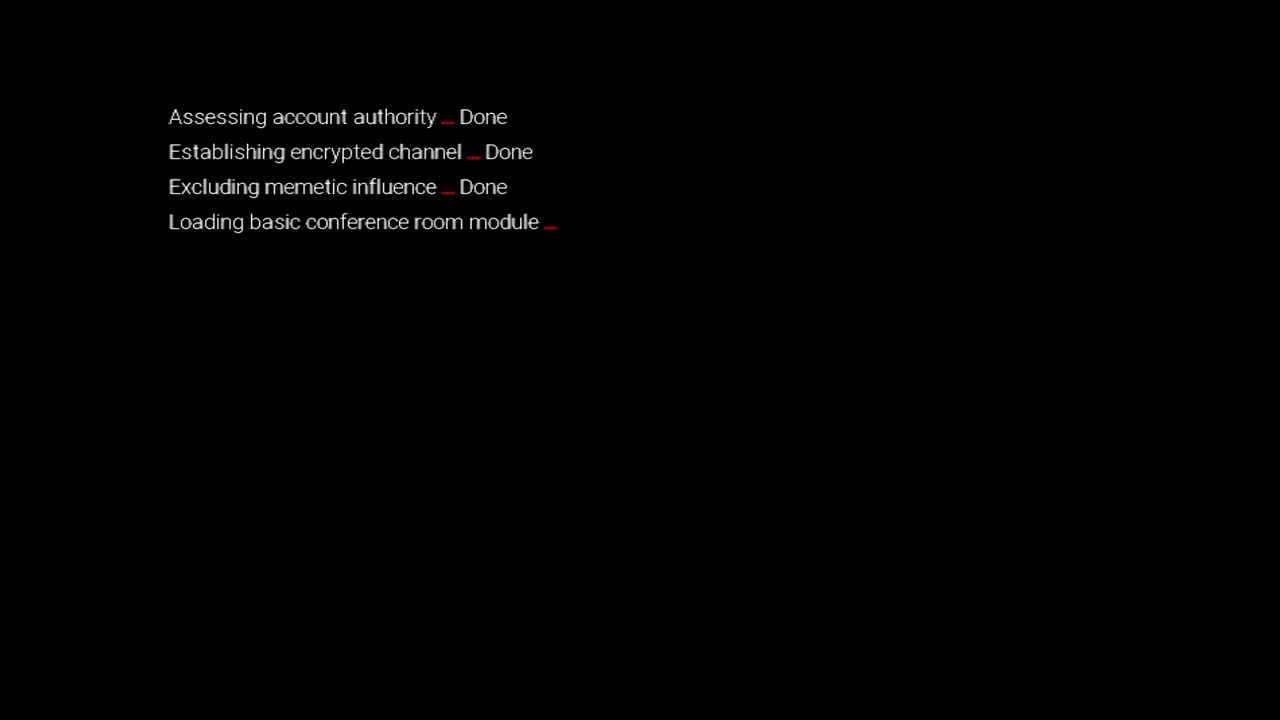 Assessing account authority ... Done
Establishing encrypted channel ... Done
Excluding memetic influence ... Done
Loading basic conference room module ...